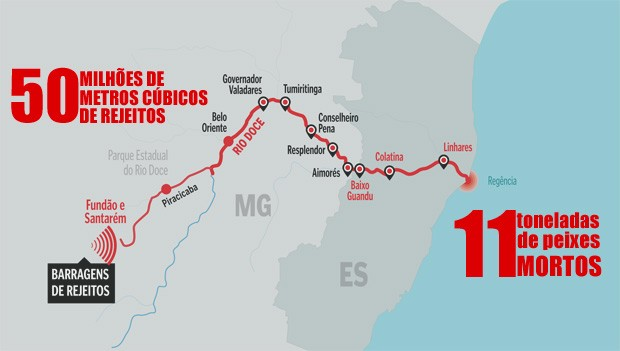 50 MILHÕES DE
METROS CÚBICOS
DE REJEITOS
Governador
Valadares
Tumiritinga
Belo
Oriente
RIO DOCE
Conselheiro
Pena
Resplendor
Aimorés
Baixo
Guandu
Colatina
Linhares
Regência
Parque Estadual
do Rio Doce
Piracicaba
Fundão e
Santarém
BARRAGENS
DE REJEITOS
MG
ES
11 toneladas
de peixes
MORTOS